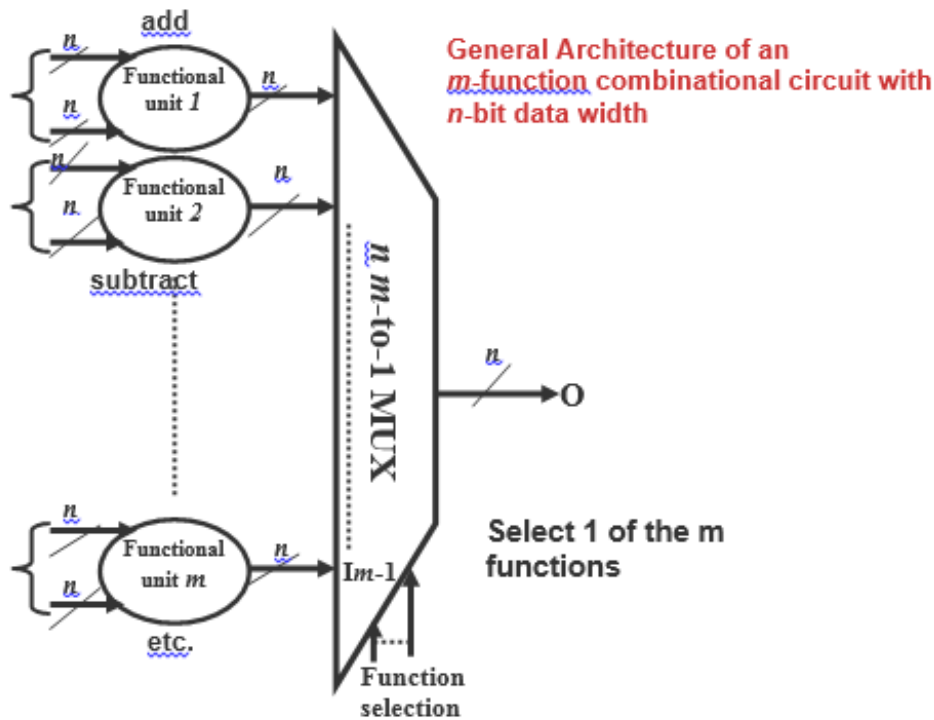 add
General Architecture of an
m-function combinational circuit with
n-bit data width
n
n
Functional
unit 1
n
n
n
Functional
unit 2
n
subtract
n m-to-1 MUX
n
O
n
n
Functional
unit m
n
Im-1
Select 1 of the m
functions
etc.
Function
selection